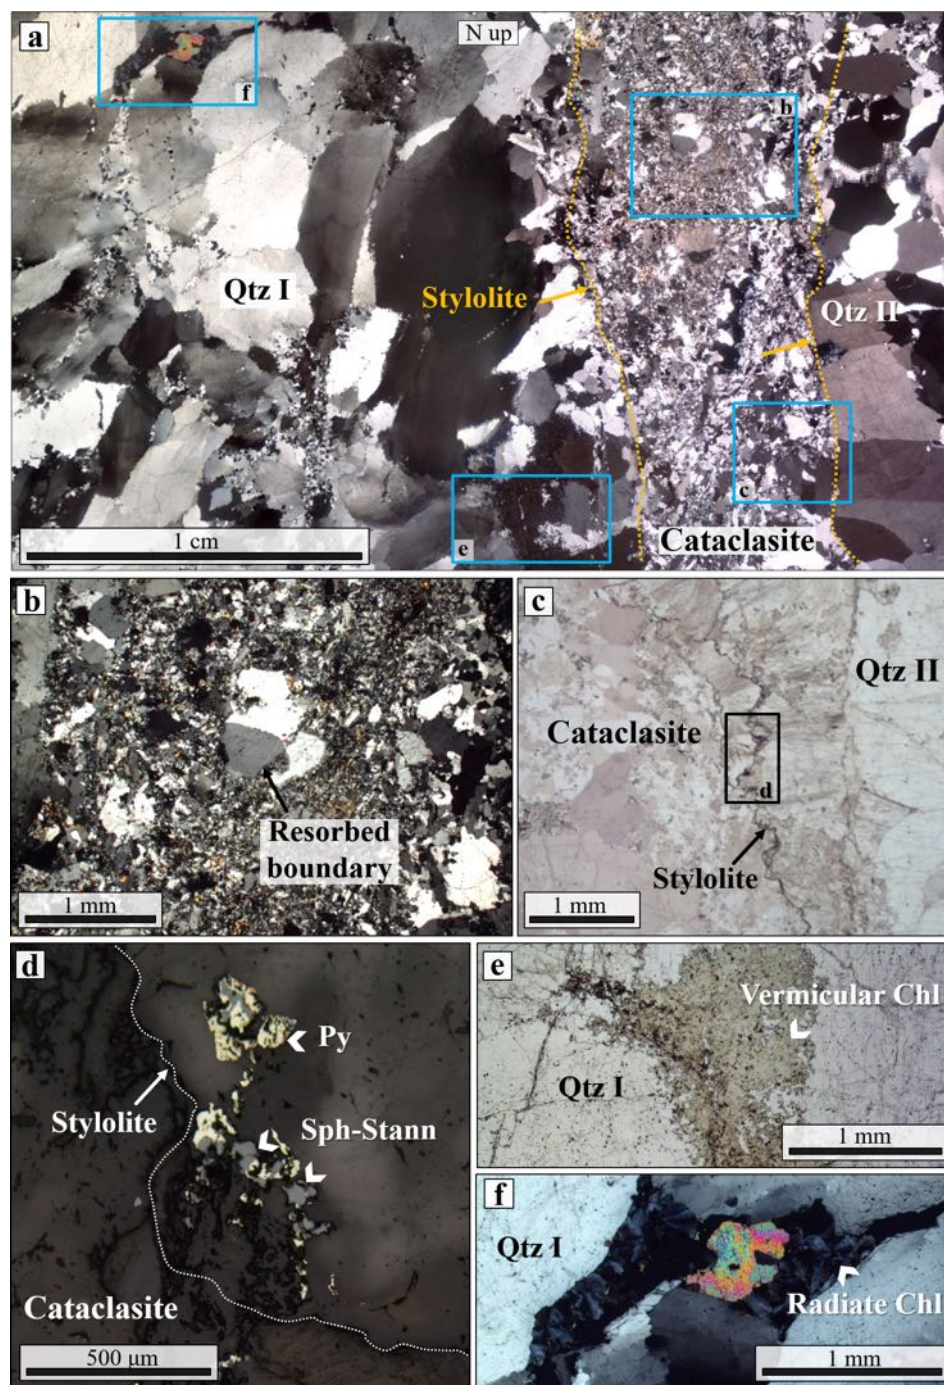 a
N up
f
b
Qtz I
Stylolite
Qtz II
c
e
1 cm
Cataclasite
b
Resorbed
boundary
1 mm
c
Qtz II
Cataclasite
d
Stylolite
1 mm
d
Py
Stylolite
Sph-Stann
Cataclasite
500 µm
e
Vermicular Chl
Qtz I
1 mm
f
Qtz I
Radiate Chl
1 mm